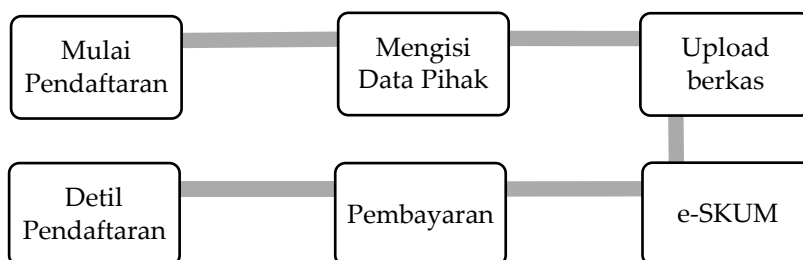 Mulai
Pendaftaran
Mengisi
Data Pihak
Upload
berkas
Detil
Pendaftaran
Pembayaran
e-SKUM